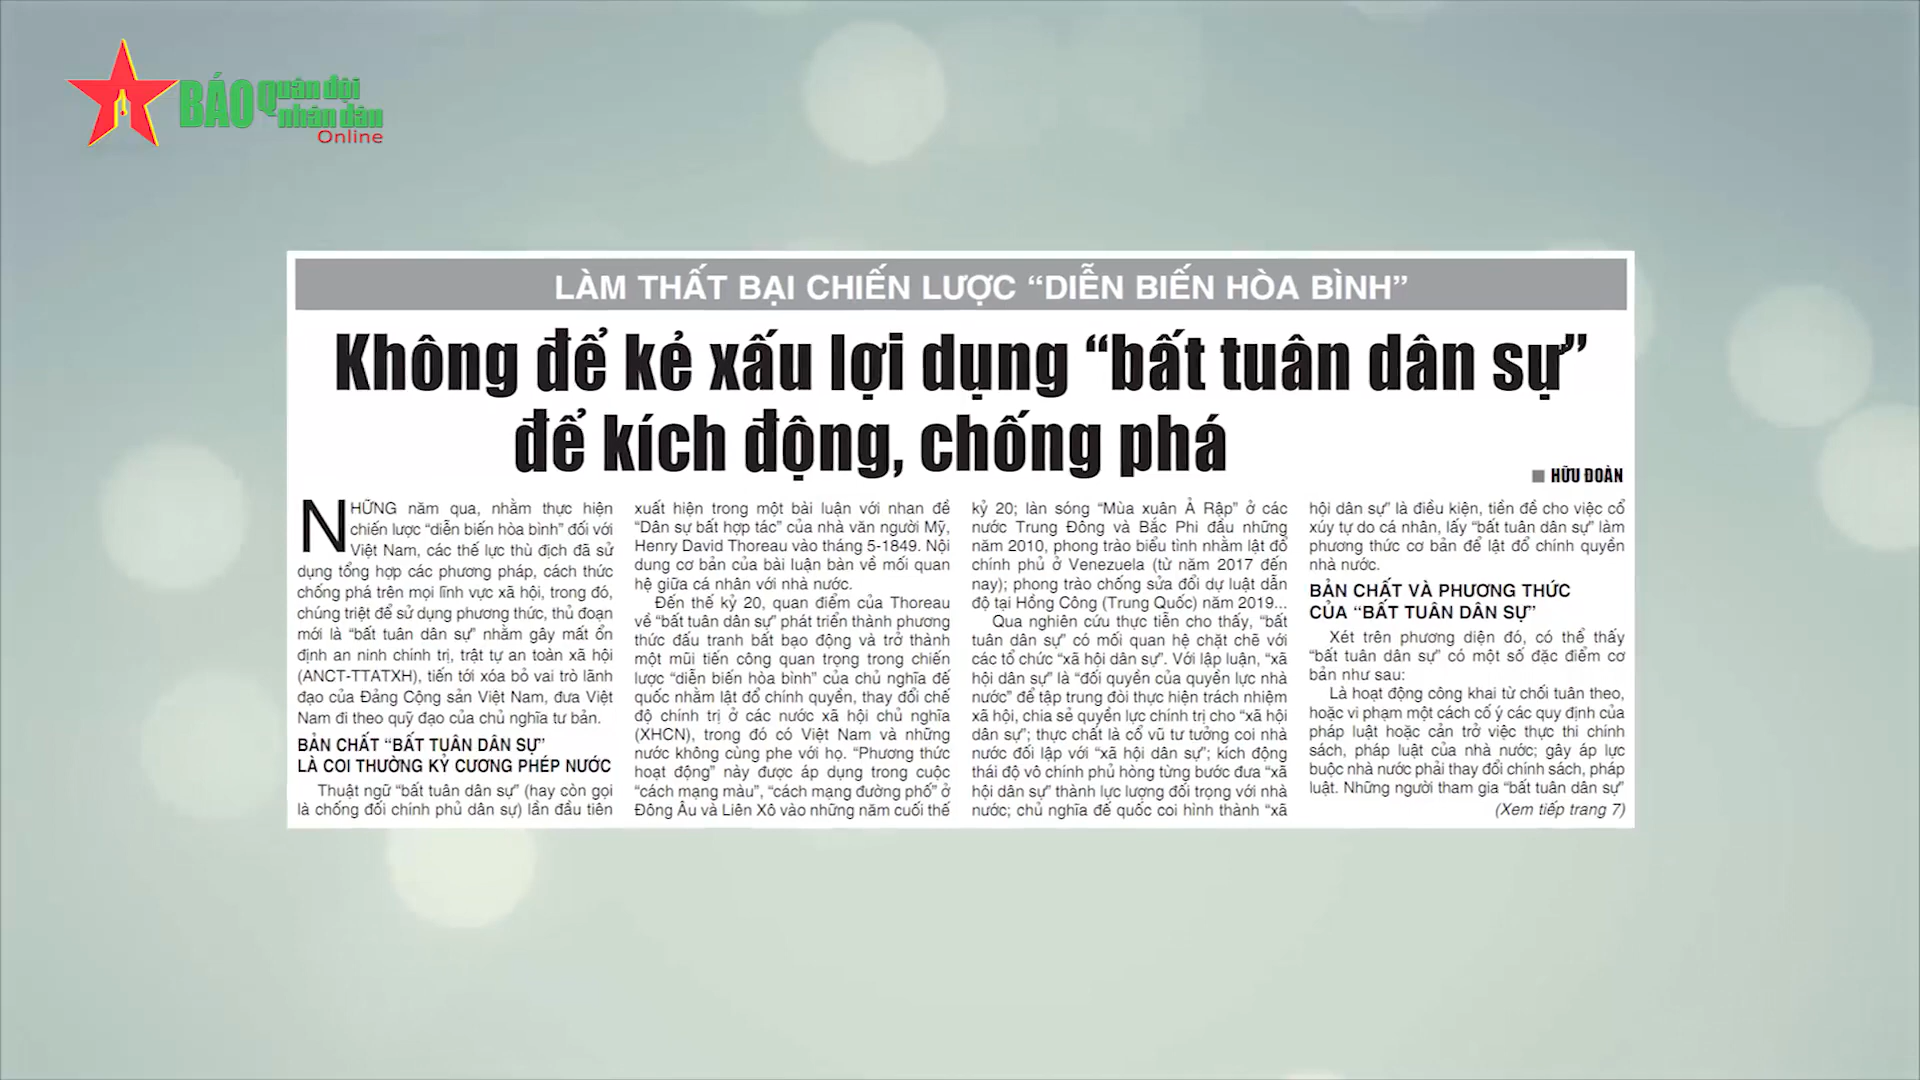 BÁO Quân đội
nhân dân
Online
LÀM THẤT BẠI CHIẾN LƯỢC “DIỄN BIẾN HÒA BÌNH”
Không để kẻ xấu lợi dụng “bất tuân dân sự”
để kích động, chống phá
■ HỮU ĐOÀN
NHỮNG năm qua, nhằm thực hiện
chiến lược “diễn biến hòa bình” đối với
Việt Nam, các thế lực thù địch đã sử
dụng tổng hợp các phương pháp, cách thức
chống phá trên mọi lĩnh vực xã hội, trong đó,
chúng triệt để sử dụng phương thức, thủ đoạn
mới là “bất tuân dân sự” nhằm gây mất ổn
định an ninh chính trị, trật tự an toàn xã hội
(ANCT-TTATXH), tiến tới xóa bỏ vai trò lãnh
đạo của Đảng Cộng sản Việt Nam, đưa Việt
Nam đi theo quỹ đạo của chủ nghĩa tư bản.
BẢN CHẤT “BẤT TUÂN DÂN SỰ”
LÀ COI THƯỜNG KỶ CƯƠNG PHÉP NƯỚC
Thuật ngữ “bất tuân dân sự” (hay còn gọi
là chống đối chính phủ dân sự) lần đầu tiên
xuất hiện trong một bài luận với nhan đề
“Dân sự bất hợp tác” của nhà văn người Mỹ,
Henry David Thoreau vào tháng 5-1849. Nội
dung cơ bản của bài luận bàn về mối quan
hệ giữa cá nhân với nhà nước.
Đến thế kỷ 20, quan điểm của Thoreau
về “bất tuân dân sự” phát triển thành phương
thức đấu tranh bất bạo động và trở thành
một mũi tiến công quan trọng trong chiến
lược “diễn biến hòa bình” của chủ nghĩa đế
quốc nhằm lật đổ chính quyền, thay đổi chế
độ chính trị ở các nước xã hội chủ nghĩa
(XHCN), trong đó có Việt Nam và những
nước không cùng phe với họ. “Phương thức
hoạt động” này được áp dụng trong cuộc
“cách mạng màu”, “cách mạng đường phố” ở
Đông Âu và Liên Xô vào những năm cuối thế
kỷ 20; làn sóng “Mùa xuân Ả Rập” ở các
nước Trung Đông và Bắc Phi đầu những
năm 2010, phong trào biểu tình nhằm lật đổ
chính phủ ở Venezuela (từ năm 2017 đến
nay); phong trào chống sửa đổi dự luật dẫn
độ tại Hồng Công (Trung Quốc) năm 2019...
Qua nghiên cứu thực tiễn cho thấy, “bất
tuân dân sự” có mối quan hệ chặt chẽ với
các tổ chức “xã hội dân sự”. Với lập luận, “xã
hội dân sự” là “đối quyền của quyền lực nhà
nước” để tập trung đòi thực hiện trách nhiệm
xã hội, chia sẻ quyền lực chính trị cho “xã hội
dân sự”; thực chất là cổ vũ tư tưởng coi nhà
nước đối lập với “xã hội dân sự”; kích động
thái độ vô chính phủ hòng từng bước đưa “xã
hội dân sự” thành lực lượng đối trọng với nhà
nước; chủ nghĩa đế quốc coi hình thành “xã
hội dân sự” là điều kiện, tiền đề cho việc cổ
xúy tự do cá nhân, lấy “bất tuân dân sự” làm
phương thức cơ bản để lật đổ chính quyền
nhà nước.
BẢN CHẤT VÀ PHƯƠNG THỨC
CỦA “BẤT TUÂN DÂN SỰ”
Xét trên phương diện đó, có thể thấy
“bất tuân dân sự” có một số đặc điểm cơ
bản như sau:
Là hoạt động công khai từ chối tuân theo,
hoặc vi phạm một cách cố ý các quy định của
pháp luật hoặc cản trở việc thực thi chính
sách, pháp luật của nhà nước; gây áp lực
buộc nhà nước phải thay đổi chính sách, pháp
luật. Những người tham gia “bất tuân dân sự”
(Xem tiếp trang 7)